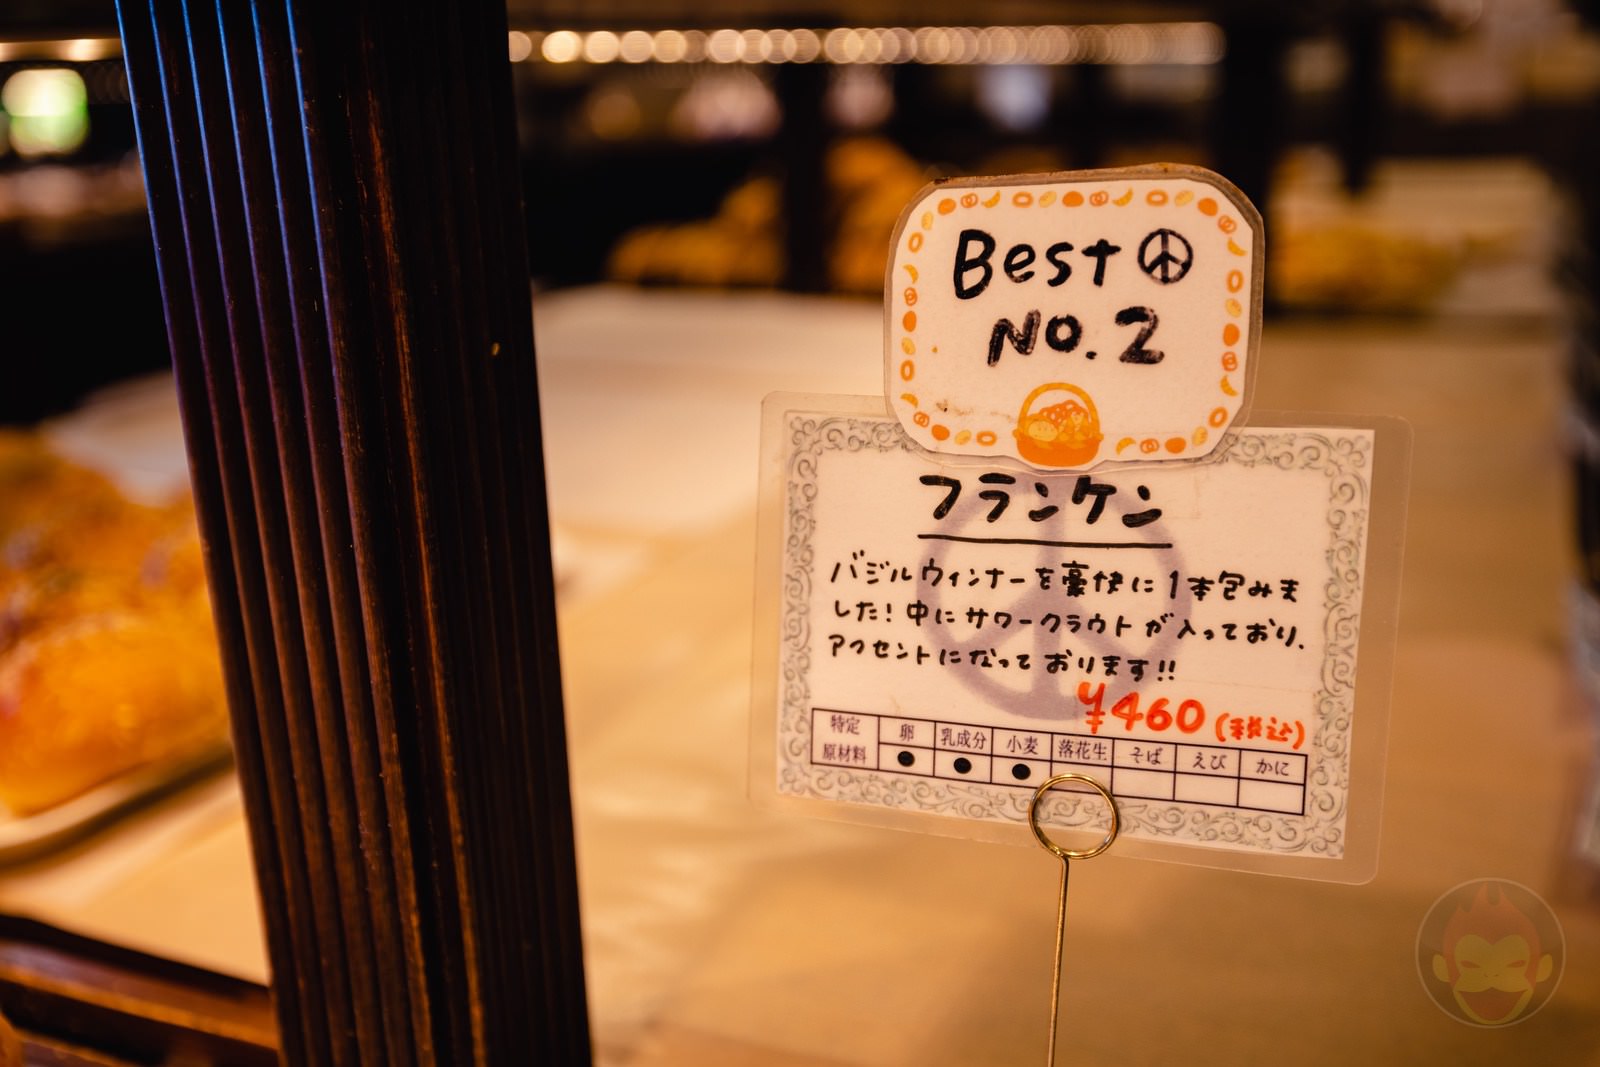 Best
No.2
フランケン
バジルウィンナーを豪快に1本包みま
した!中にサワークラウトが入っており、
アクセントになっております!!
¥460(税込)
特定 卵 乳成分 小麦 落花生 そば えび かに
原材料 ● ● ●